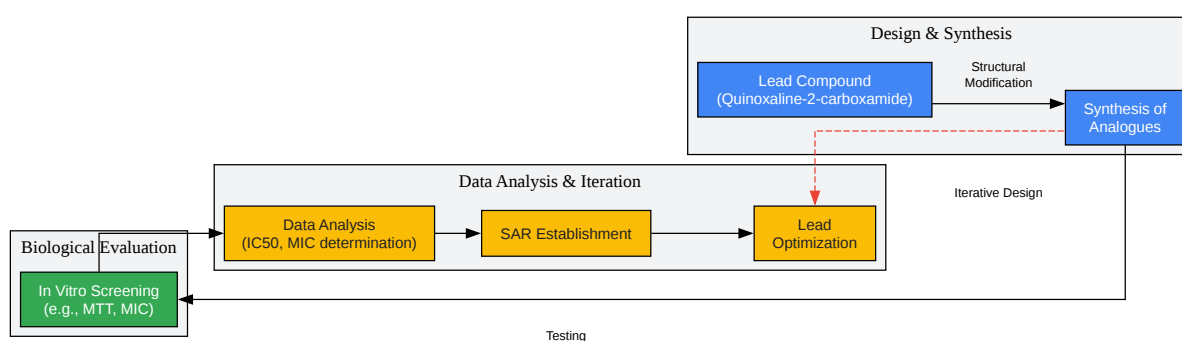 Design & Synthesis
Lead Compound
(Quinoxaline-2-carboxamide)
Structural
Modification
Synthesis of
Analogues
Data Analysis & Iteration
Iterative Design
Data Analysis
(IC50, MIC determination)
SAR Establishment
Lead
Optimization
Biological Evaluation
In Vitro Screening
(e.g., MTT, MIC)
Testing